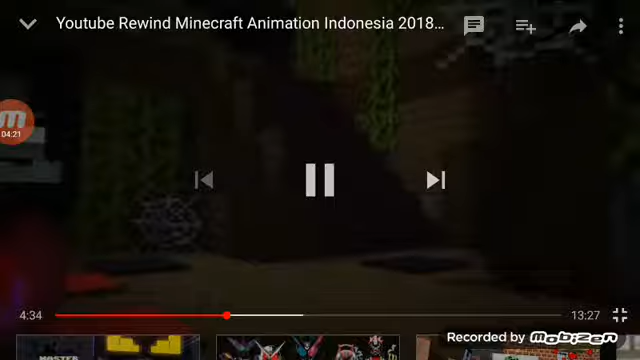 Youtube Rewind Minecraft Animation Indonesia 2018...
04:21
4:34
13:27
Recorded by
mobizen